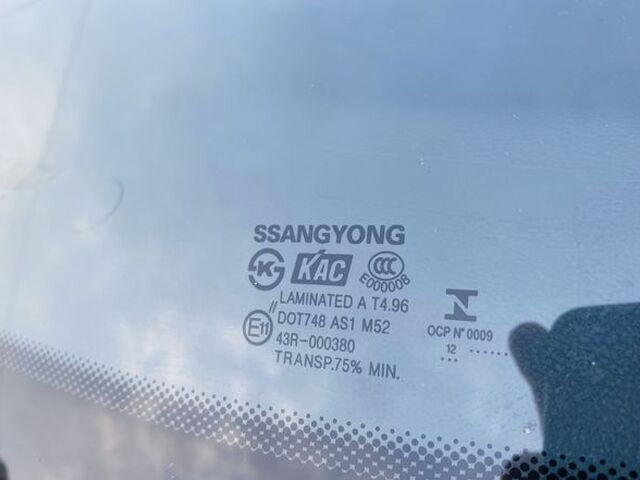 SSANGYONG
KAC
CCC
E000008
LAMINATED A T4.96
E11
DOT748 AS1 M52
43R-000380
TRANSP.75% MIN.
OCP Nº 0009
12 ......